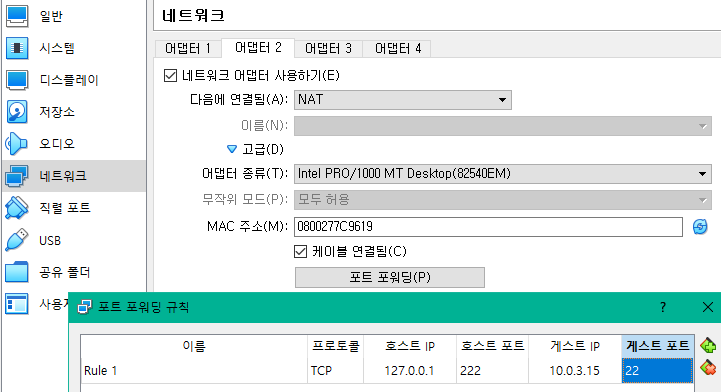 일반
시스템
디스플레이
저장소
오디오
네트워크
직렬 포트
USB
공유 폴더
사용자
네트워크
어댑터 1 어댑터 2 어댑터 3 어댑터 4
네트워크 어댑터 사용하기(E)
다음에 연결됨(A): NAT
이름(N):
고급(D)
어댑터 종류(T): Intel PRO/1000 MT Desktop(82540EM)
무작위 모드(P): 모두 허용
MAC 주소(M): 0800277C9619
케이블 연결됨(C)
포트 포워딩(P)
포트 포워딩 규칙 ?
이름 프로토콜 호스트 IP 호스트 포트 게스트 IP 게스트 포트
Rule 1 TCP 127.0.0.1 222 10.0.3.15 22